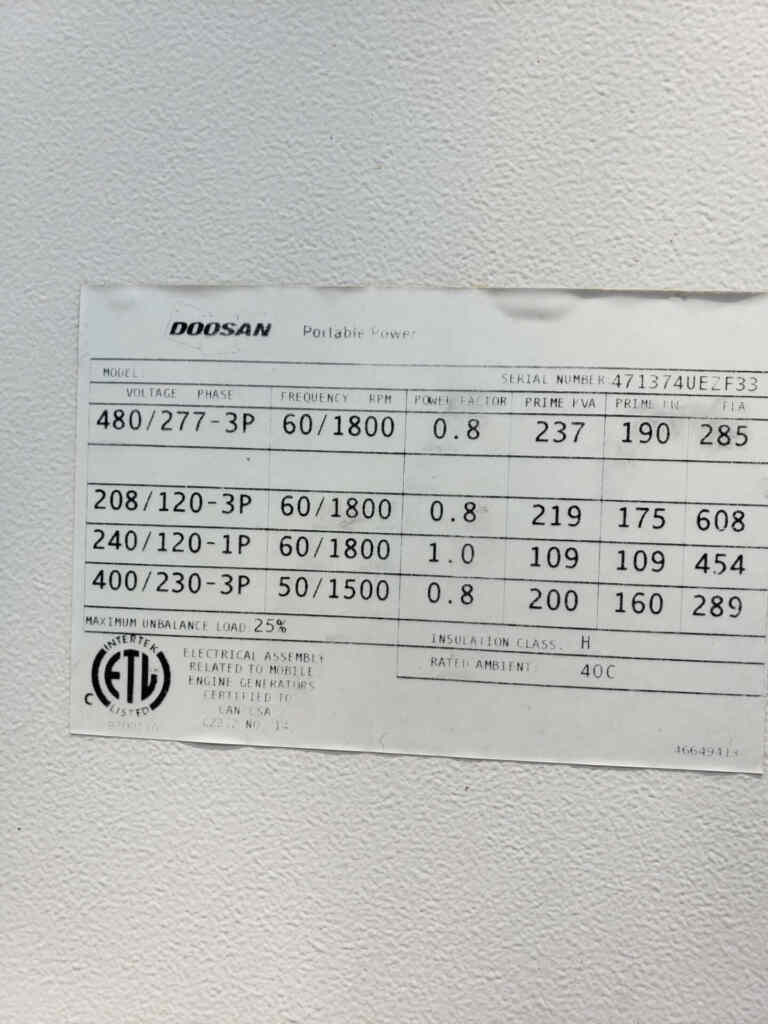 DOOSAN Portable Power
MODEL: SERIAL NUMBER 471374UEZF33
VOLTAGE PHASE FREQUENCY RPM POWER FACTOR PRIME KVA PRIME KW FLA
480/277-3P 60/1800 0.8 237 190 285
208/120-3P 60/1800 0.8 219 175 608
240/120-1P 60/1800 1.0 109 109 454
400/230-3P 50/1500 0.8 200 160 289
MAXIMUM UNBALANCE LOAD 25% INSULATION CLASS. H
RATED AMBIENT: 40C
INTERTEK
C ETL
LISTED
ELECTRICAL ASSEMBLY
RELATED TO MOBILE
ENGINE GENERATORS
CERTIFIED TO
CAN CSA
NO. 14